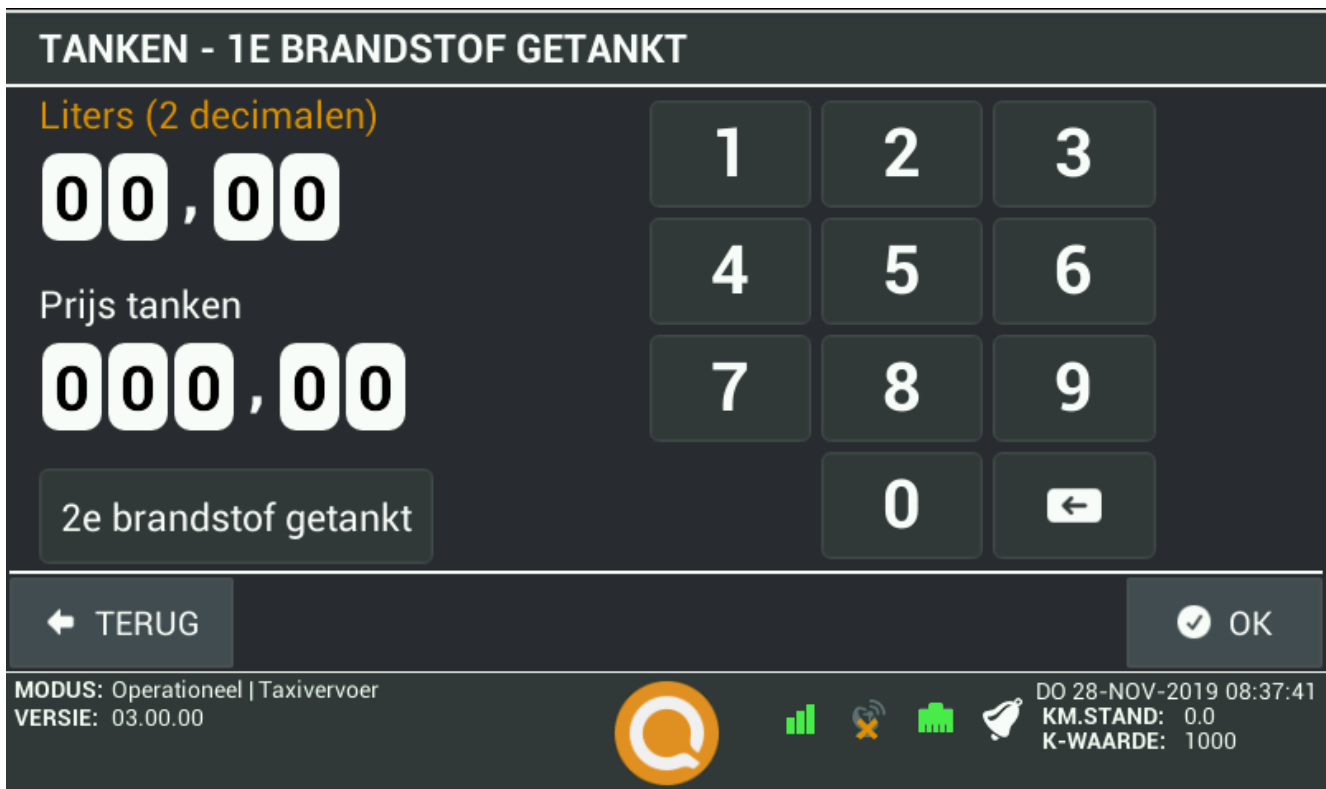 TANKEN - 1E BRANDSTOF GETANKT
Liters (2 decimalen)
00,00
Prijs tanken
000,00
2e brandstof getankt
1 2 3
4 5 6
7 8 9
0
TERUG
OK
MODUS: Operationeel | Taxivervoer
VERSIE: 03.00.00
DO 28-NOV-2019 08:37:41
KM.STAND: 0.0
K-WAARDE: 1000